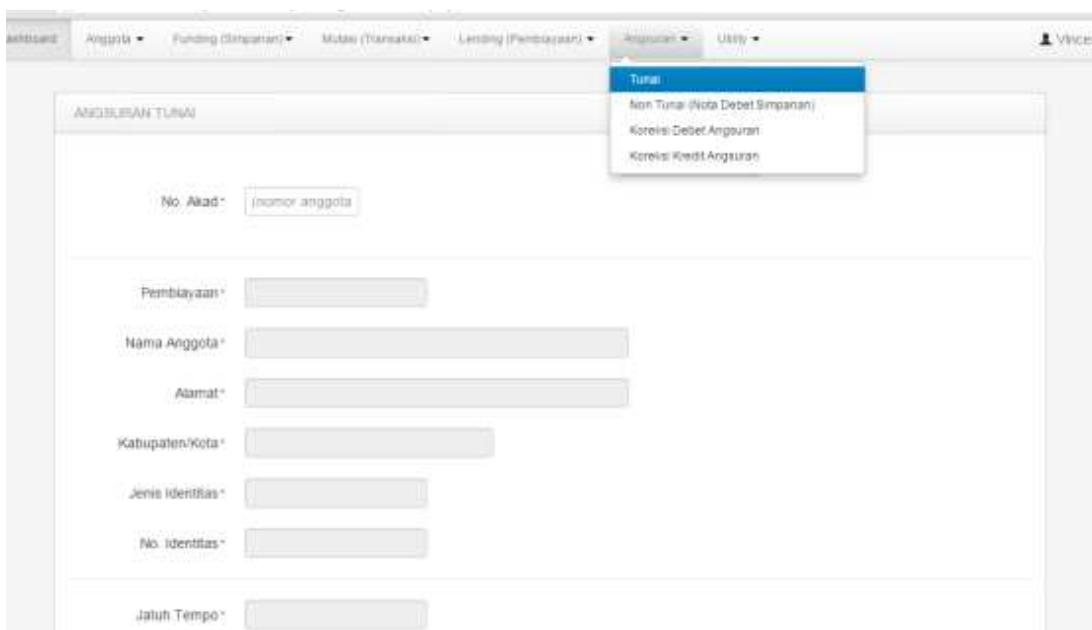 Dashboard Anggota Funding (Simpanan) Mutasi (Transaksi) Lending (Pembiayaan) Angsuran Utility Vince
Tunai
Non Tunai (Nota Debet Simpanan)
Koreksi Debet Angsuran
Koreksi Kredit Angsuran
ANGSURAN TUNAI
No. Akad* (nomor anggota
Pembiayaan*
Nama Anggota*
Alamat*
Kabupaten/Kota*
Jenis Identitas*
No. Identitas*
Jatuh Tempo*